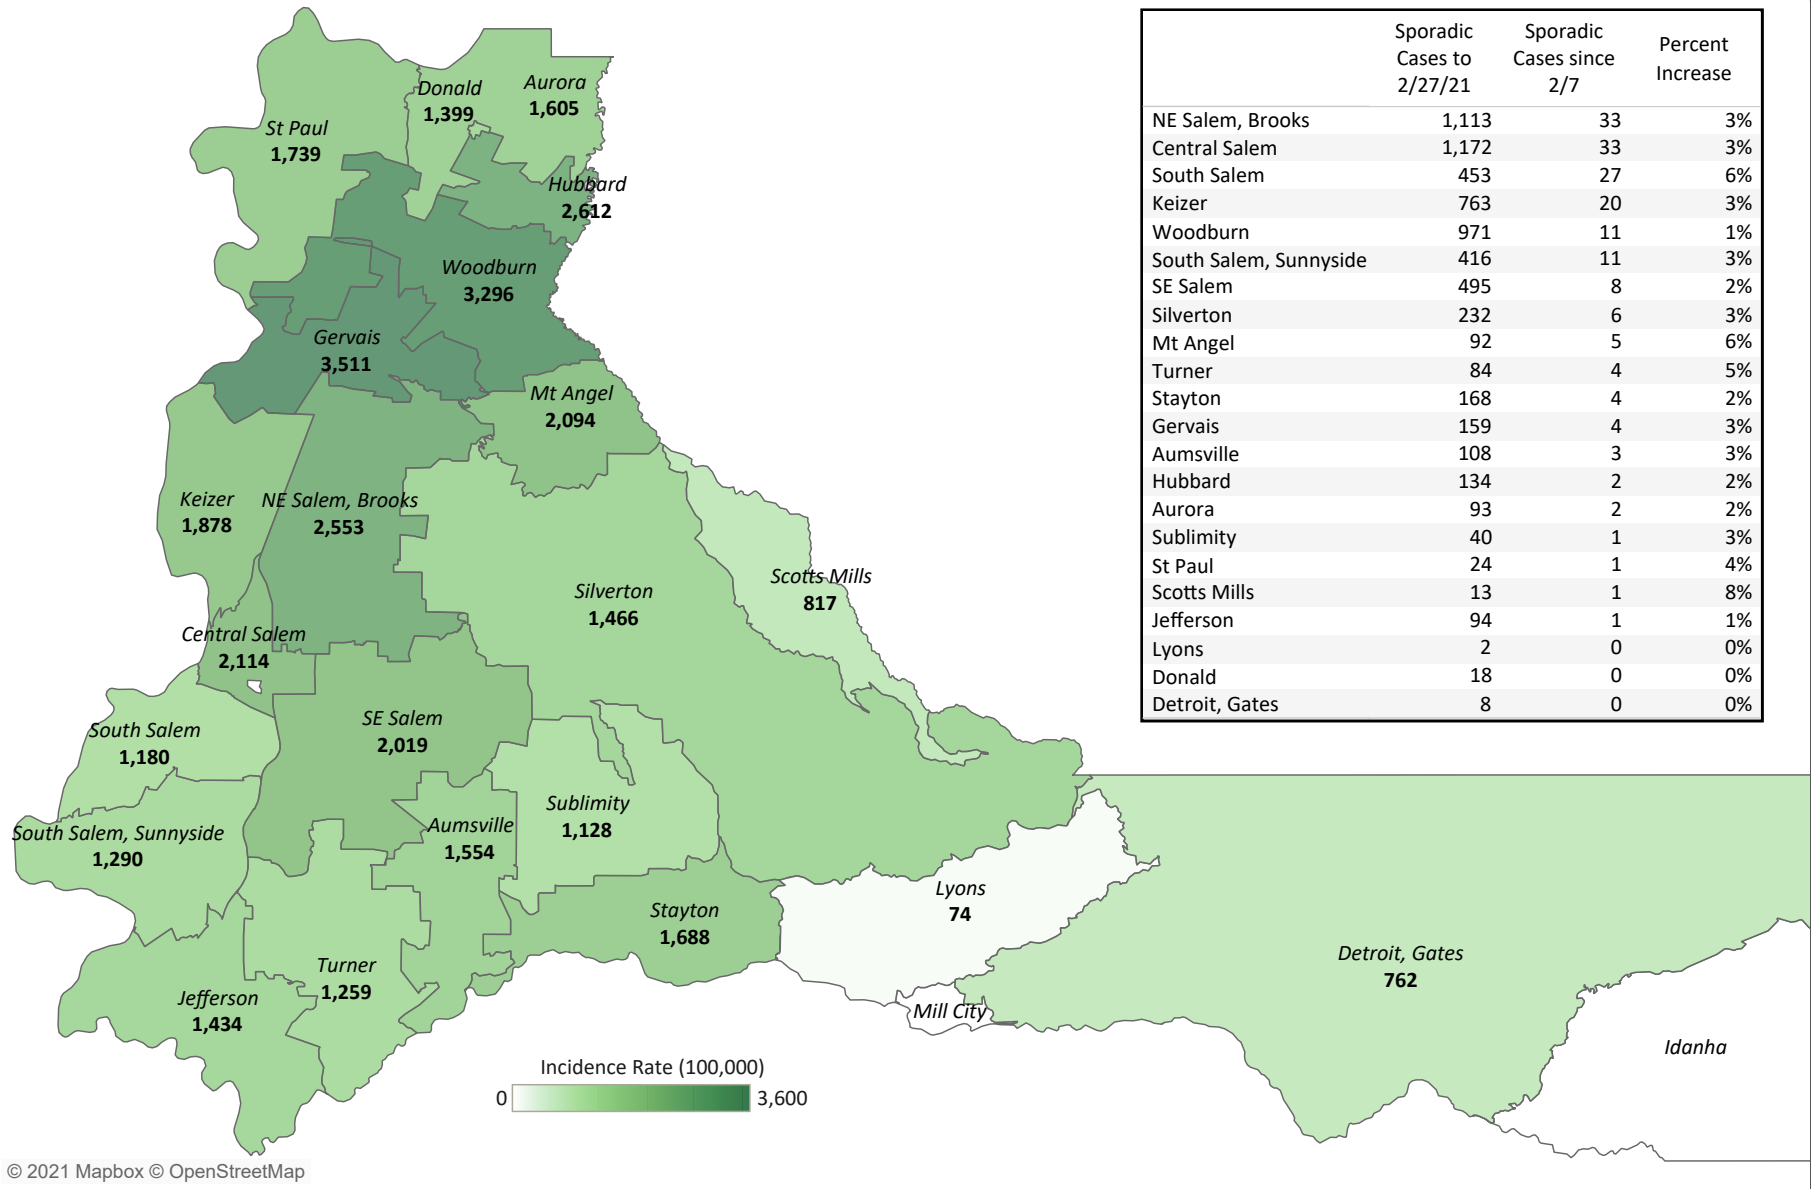 Sporadic Cases to 2/27/21
Sporadic Cases since 2/7
Percent Increase
NE Salem, Brooks 1,113 33 3%
Central Salem 1,172 33 3%
South Salem 453 27 6%
Keizer 763 20 3%
Woodburn 971 11 1%
South Salem, Sunnyside 416 11 3%
SE Salem 495 8 2%
Silverton 232 6 3%
Mt Angel 92 5 6%
Turner 84 4 5%
Stayton 168 4 2%
Gervais 159 4 3%
Aumsville 108 3 3%
Hubbard 134 2 2%
Aurora 93 2 2%
Sublimity 40 1 3%
St Paul 24 1 4%
Scotts Mills 13 1 8%
Jefferson 94 1 1%
Lyons 2 0 0%
Donald 18 0 0%
Detroit, Gates 8 0 0%
Donald
1,399
Aurora
1,605
St Paul
1,739
Hubbard
2,612
Woodburn
3,296
Gervais
3,511
Mt Angel
2,094
Keizer
1,878
NE Salem, Brooks
2,553
Silverton
1,466
Scotts Mills
817
Central Salem
2,114
South Salem
1,180
SE Salem
2,019
South Salem, Sunnyside
1,290
Aumsville
1,554
Sublimity
1,128
Stayton
1,688
Lyons
74
Detroit, Gates
762
Turner
1,259
Jefferson
1,434
Mill City
Idanha
Incidence Rate (100,000)
0 3,600
© 2021 Mapbox © OpenStreetMap